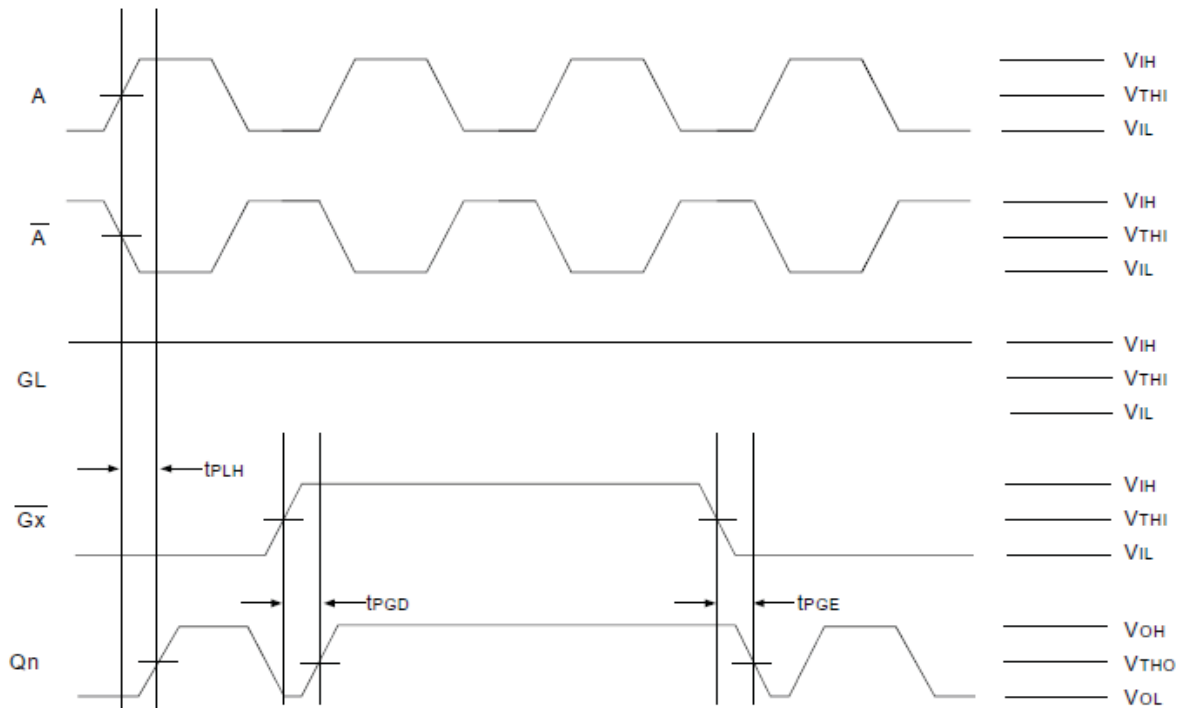 A
VIH
VTHI
VIL
A
VIH
VTHI
VIL
GL
VIH
VTHI
VIL
tPLH
Gx
VIH
VTHI
VIL
tPGD
tPGE
Qn
VOH
VTHO
VOL